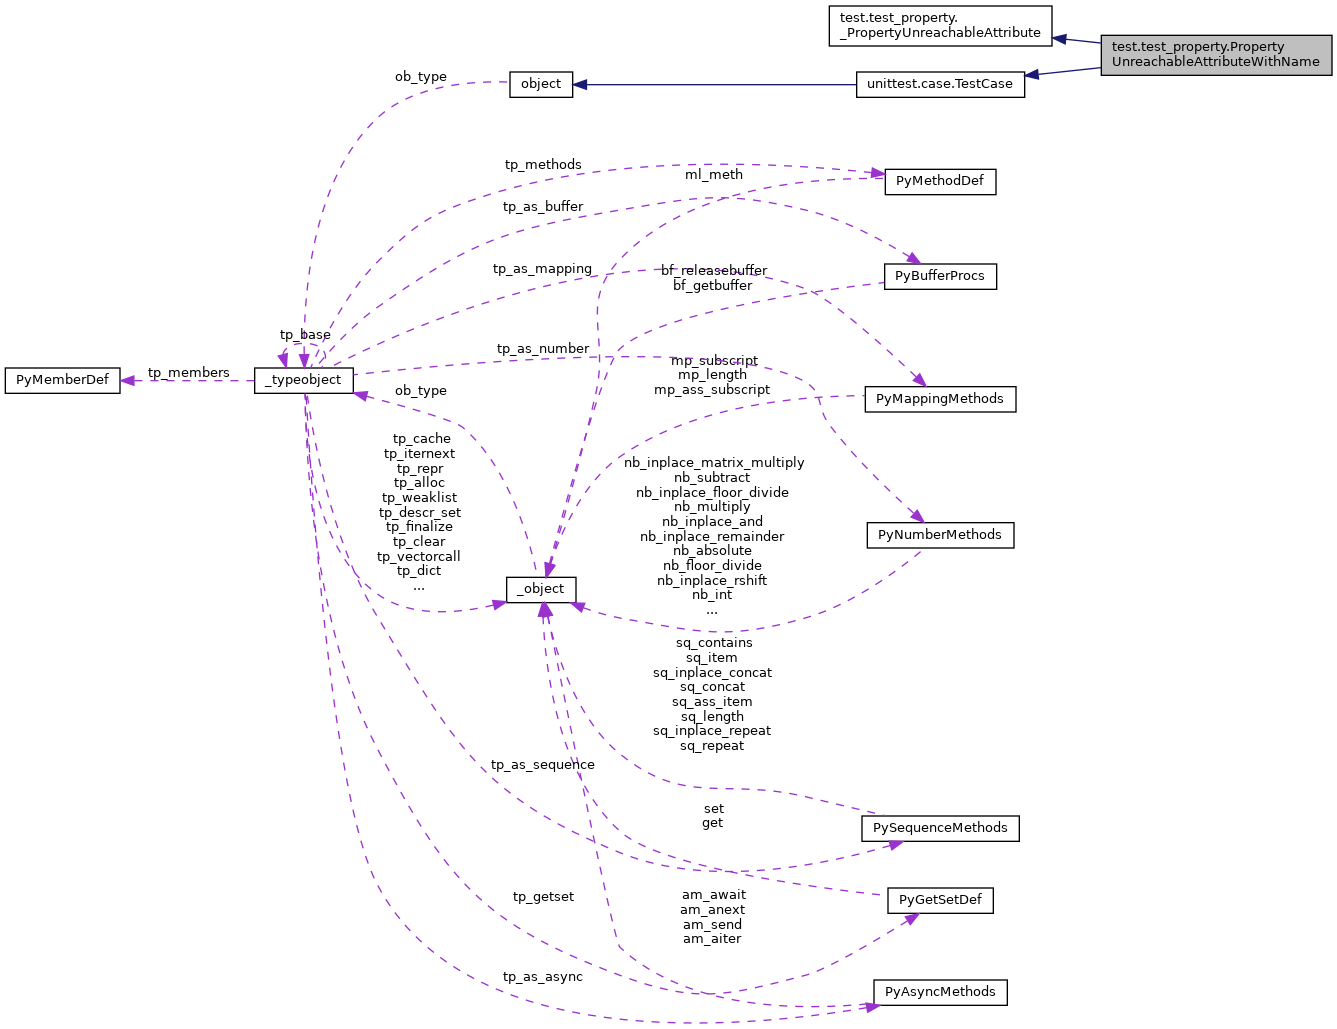 test.test_property.
_PropertyUnreachableAttribute
test.test_property.Property
UnreachableAttributeWithName
ob_type
object
unittest.case.TestCase
tp_methods
ml_meth
PyMethodDef
tp_as_buffer
tp_as_mapping
bf_releasebuffer
bf_getbuffer
PyBufferProcs
tp_base
tp_as_number
mp_subscript
mp_length
mp_ass_subscript
PyMemberDef
tp_members
_typeobject
ob_type
PyMappingMethods
tp_cache
tp_iternext
tp_repr
tp_alloc
tp_weaklist
tp_descr_set
tp_finalize
tp_clear
tp_vectorcall
tp_dict
...
nb_inplace_matrix_multiply
nb_subtract
nb_inplace_floor_divide
nb_multiply
nb_inplace_and
nb_inplace_remainder
nb_absolute
nb_floor_divide
nb_inplace_rshift
nb_int
...
PyNumberMethods
_object
sq_contains
sq_item
sq_inplace_concat
sq_concat
sq_ass_item
sq_length
sq_inplace_repeat
sq_repeat
tp_as_sequence
set
get
PySequenceMethods
tp_getset
am_await
am_anext
am_send
am_aiter
PyGetSetDef
tp_as_async
PyAsyncMethods